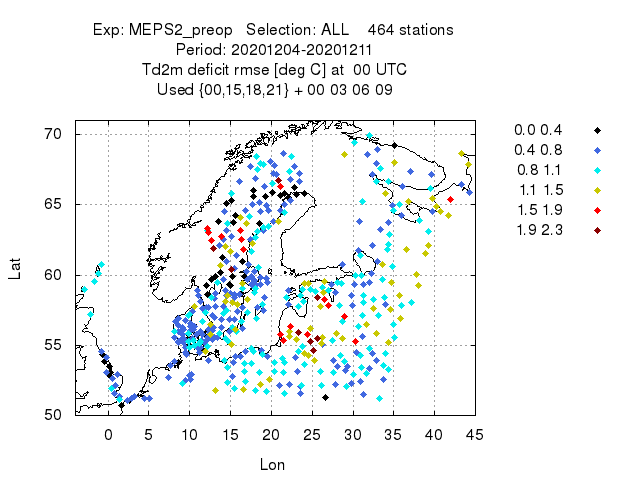 Exp: MEPS2_preop   Selection: ALL    464 stations
Period: 20201204-20201211
Td2m deficit rmse [deg C] at  00 UTC
Used {00,15,18,21} + 00 03 06 09
0.0 0.4
0.4 0.8
0.8 1.1
1.1 1.5
1.5 1.9
1.9 2.3
70
65
60
55
50
Lat
0 5 10 15 20 25 30 35 40 45
Lon